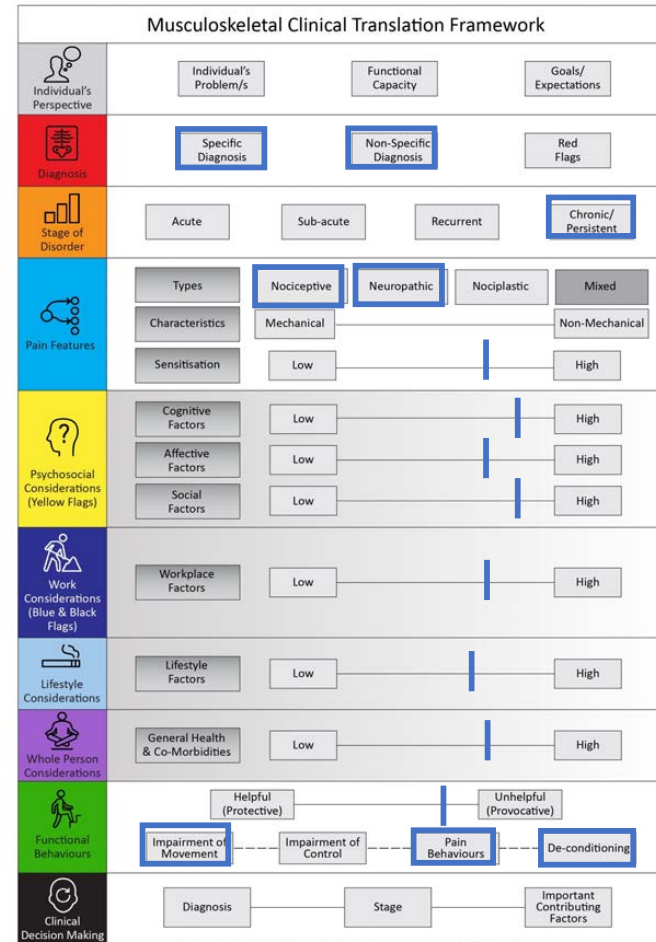 Musculoskeletal Clinical Translation Framework
Individual's
Perspective
Individual's
Problem/s
Functional
Capacity
Goals/
Expectations
Diagnosis
Specific
Diagnosis
Non-Specific
Diagnosis
Red
Flags
Stage of
Disorder
Acute
Sub-acute
Recurrent
Chronic/
Persistent
Pain Features
Types
Nociceptive
Neuropathic
Nociplastic
Mixed
Characteristics
Mechanical
Non-Mechanical
Sensitisation
Low
High
Psychosocial
Considerations
(Yellow Flags)
Cognitive
Factors
Low
High
Affective
Factors
Low
High
Social
Factors
Low
High
Work
Considerations
(Blue & Black
Flags)
Workplace
Factors
Low
High
Lifestyle
Considerations
Lifestyle
Factors
Low
High
Whole Person
Considerations
General Health
& Co-Morbidities
Low
High
Functional
Behaviours
Helpful
(Protective)
Unhelpful
(Provocative)
Impairment of
Movement
Impairment of
Control
Pain
Behaviours
De-conditioning
Clinical
Decision Making
Diagnosis
Stage
Important
Contributing
Factors